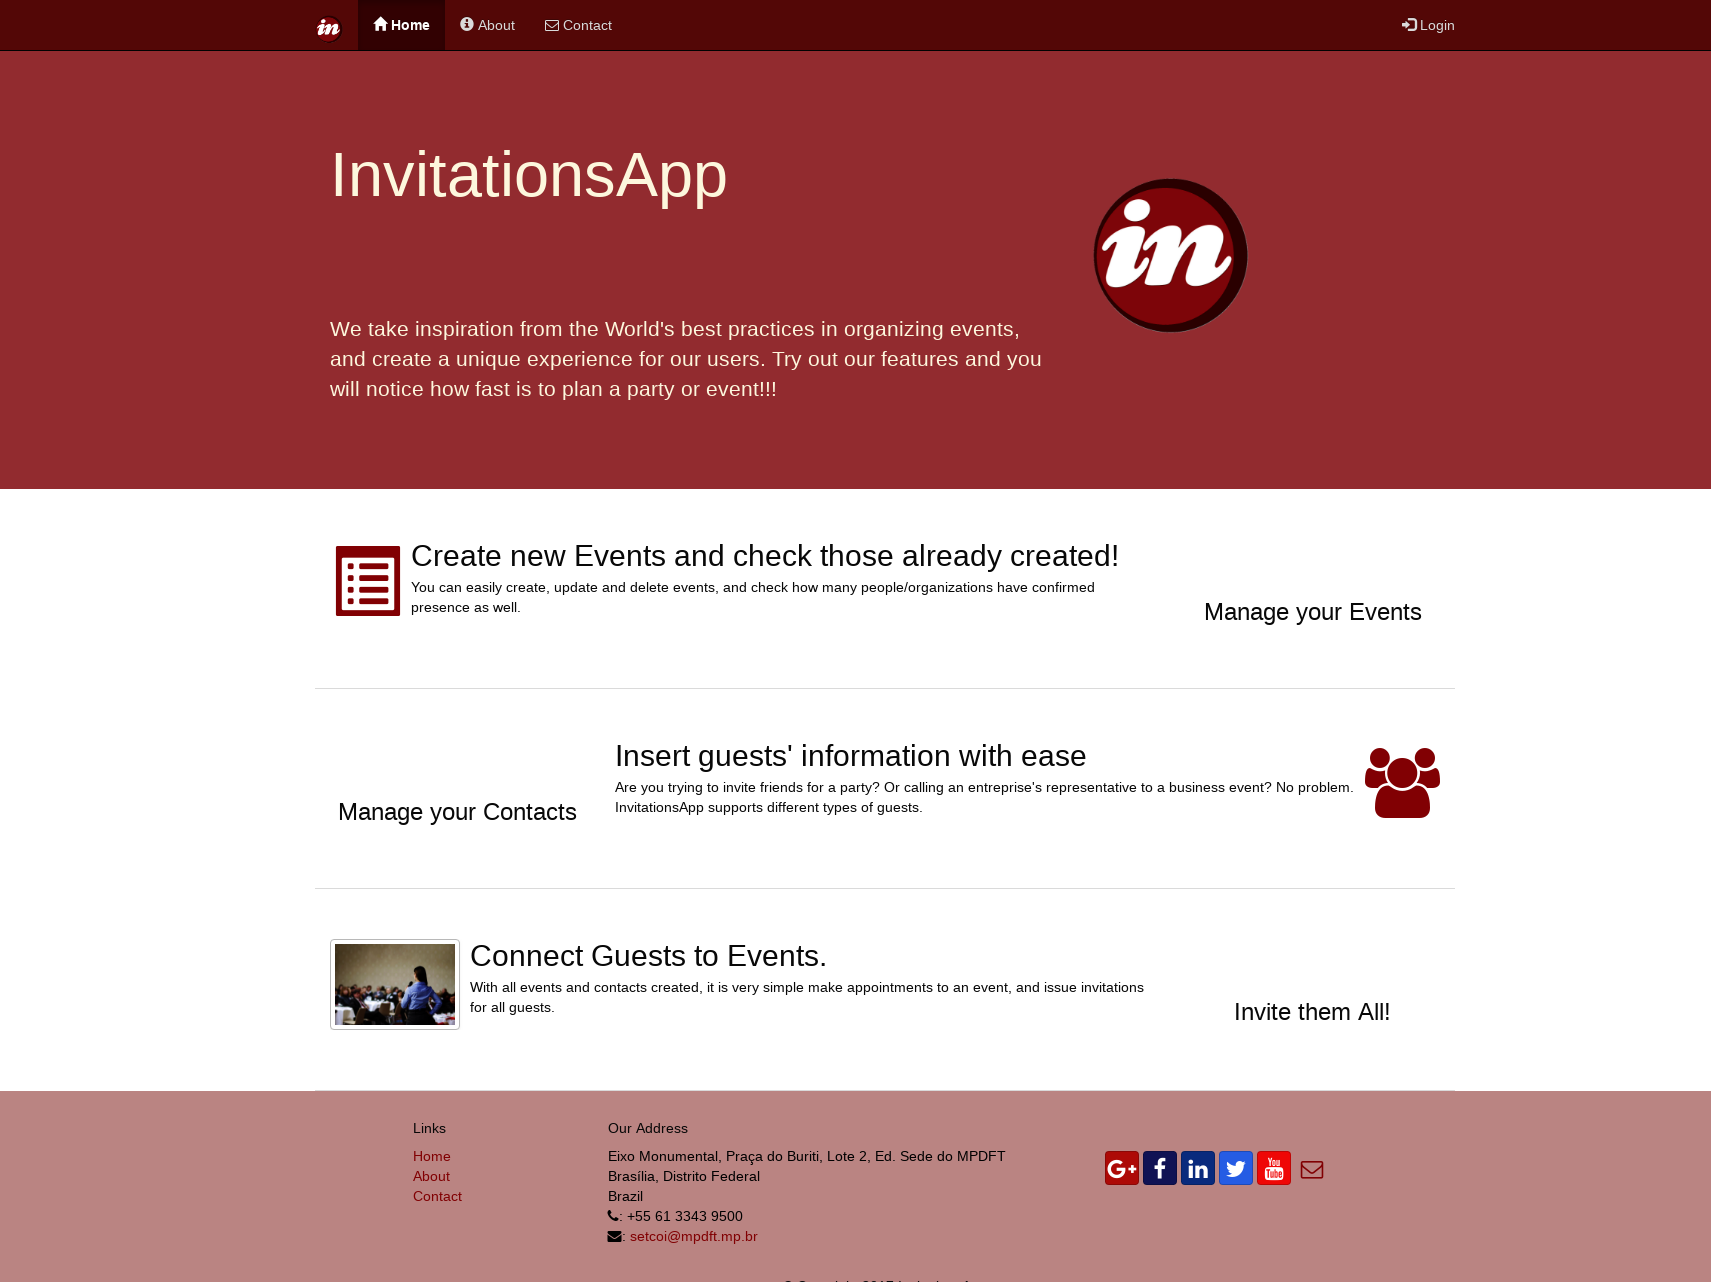 in Home About Contact Login
InvitationsApp
in
We take inspiration from the World's best practices in organizing events,
and create a unique experience for our users. Try out our features and you
will notice how fast is to plan a party or event!!!
Create new Events and check those already created!
You can easily create, update and delete events, and check how many people/organizations have confirmed
presence as well.
Manage your Events
Insert guests' information with ease
Are you trying to invite friends for a party? Or calling an entreprise's representative to a business event? No problem.
InvitationsApp supports different types of guests.
Manage your Contacts
Connect Guests to Events.
With all events and contacts created, it is very simple make appointments to an event, and issue invitations
for all guests.
Invite them All!
Links
Home
About
Contact
Our Address
Eixo Monumental, Praça do Buriti, Lote 2, Ed. Sede do MPDFT
Brasília, Distrito Federal
Brazil
: +55 61 3343 9500
: setcoi@mpdft.mp.br
G+ f in You Tube